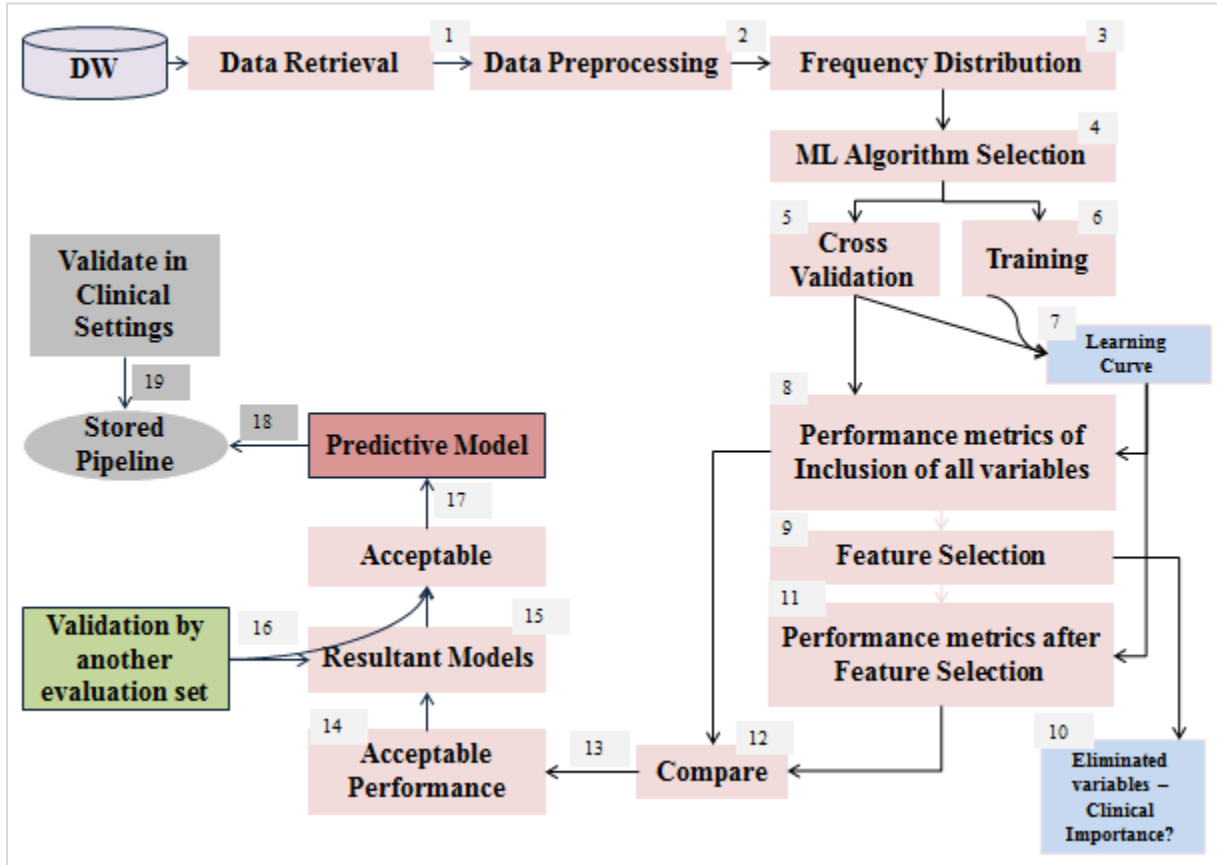 DW
Data Retrieval
1
Data Preprocessing
2
Frequency Distribution
3
ML Algorithm Selection
4
5
Cross
Validation
6
Training
7
Learning
Curve
8
Performance metrics of
Inclusion of all variables
9
Feature Selection
10
Eliminated
variables –
Clinical
Importance?
11
Performance metrics after
Feature Selection
12
Compare
13
14
Acceptable
Performance
15
Resultant Models
16
Validation by
another
evaluation set
Acceptable
17
Predictive Model
18
Stored
Pipeline
19
Validate in
Clinical
Settings